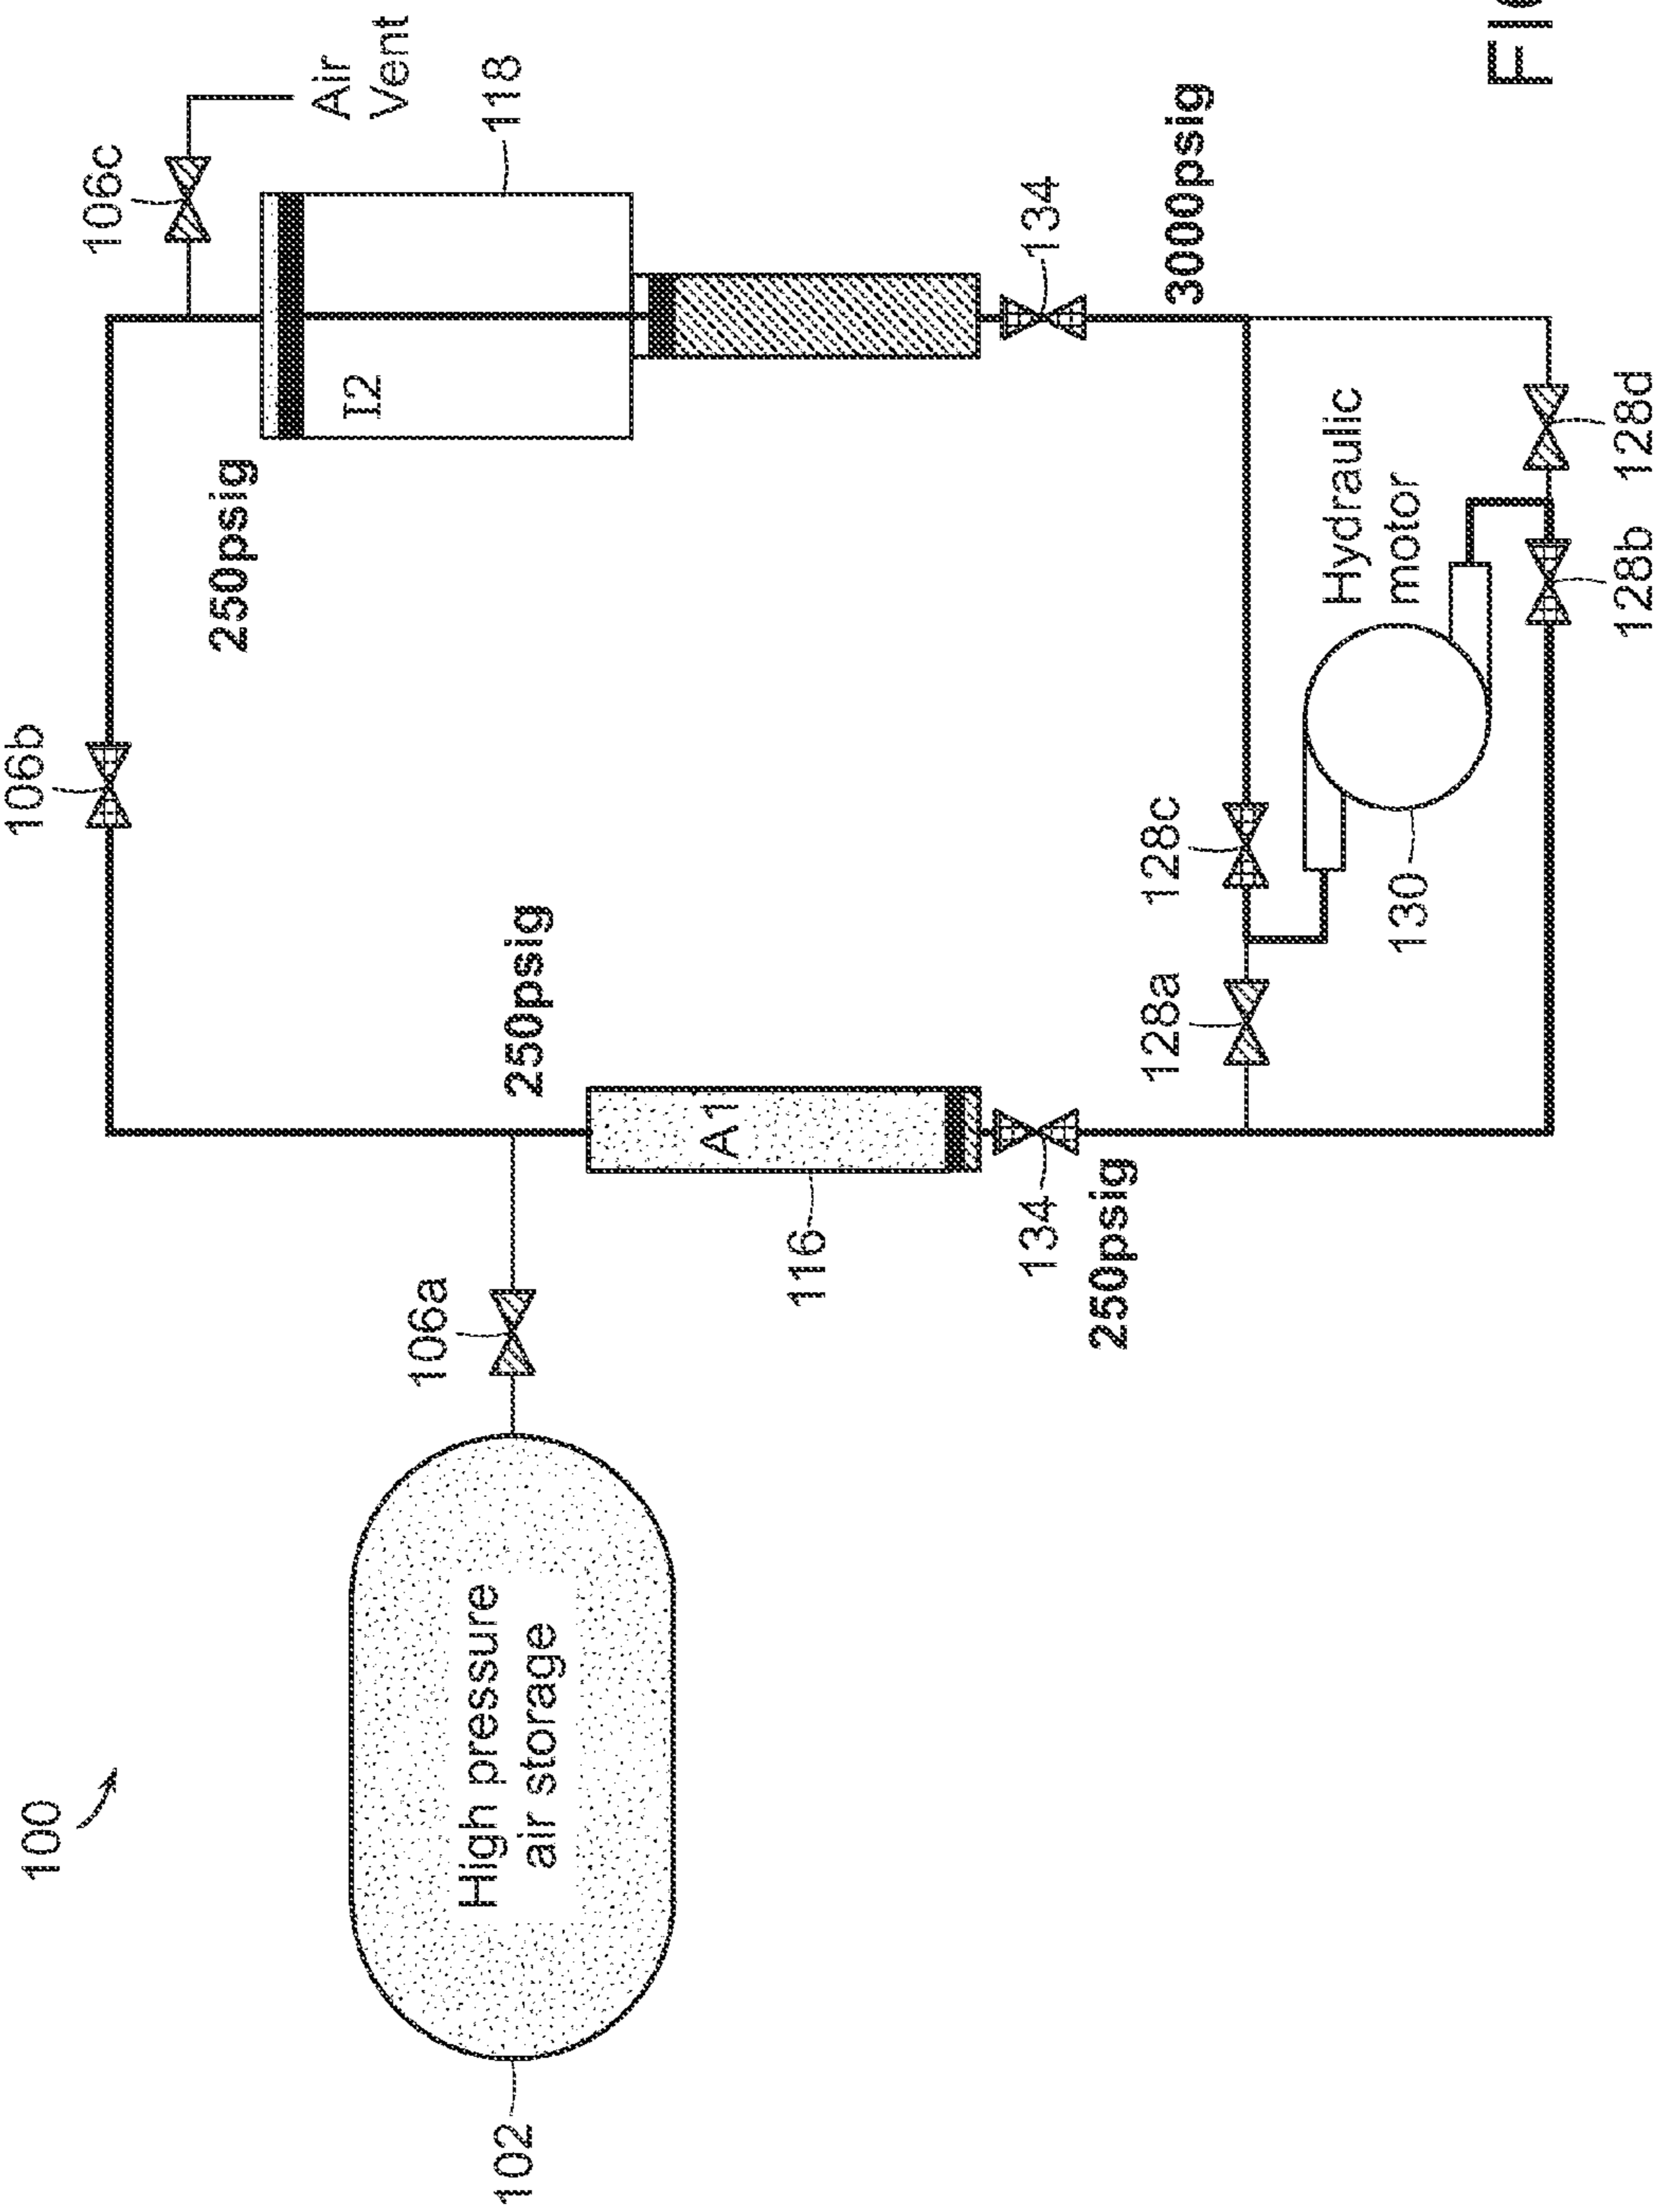 100
102
High pressure
air storage
106a
106b
106c
Air
Vent
250psig
250psig
A1
116
I2
118
134
250psig
134
3000psig
128a
128c
130
Hydraulic
motor
128b
128d